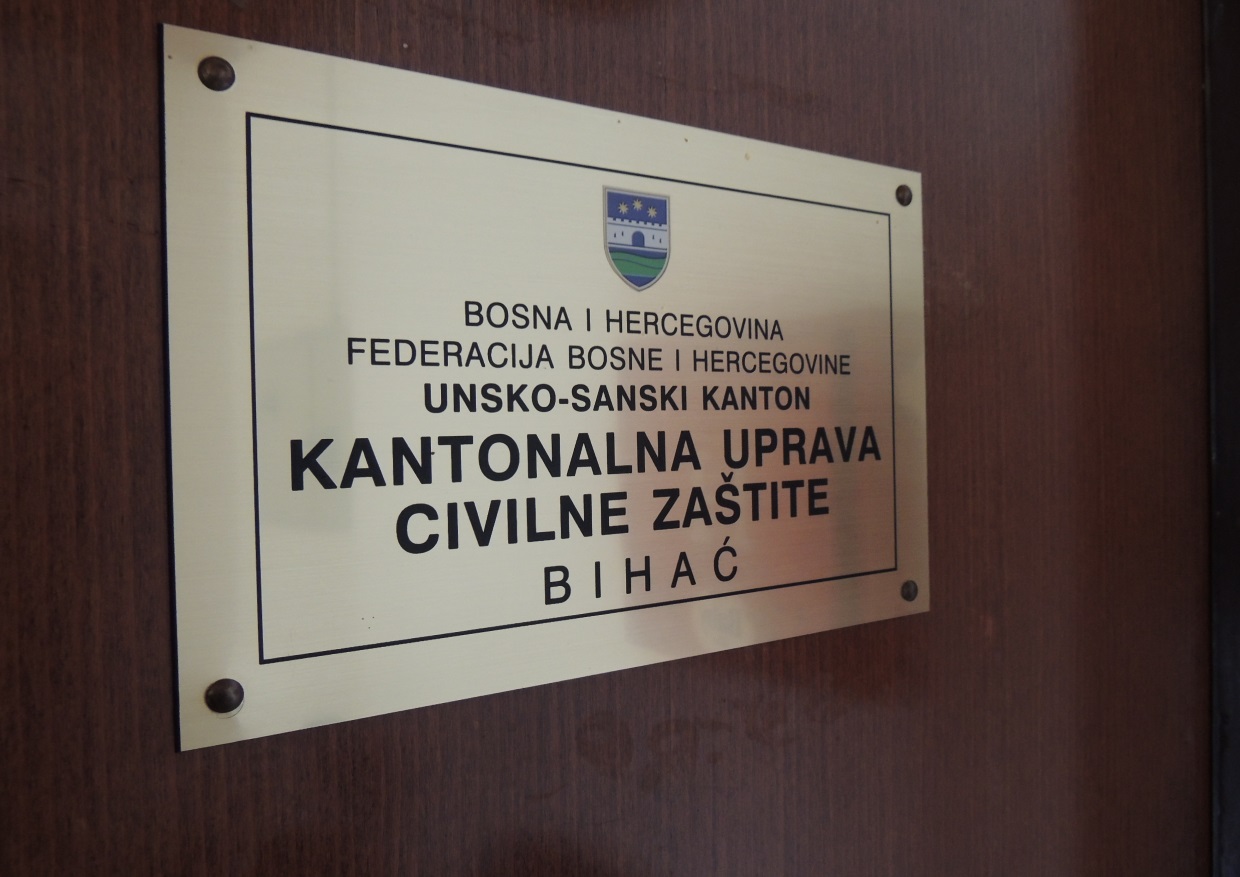 BOSNA I HERCEGOVINA
FEDERACIJA BOSNE I HERCEGOVINE
UNSKO-SANSKI KANTON
KANTONALNA UPRAVA
CIVILNE ZAŠTITE
BIHAĆ